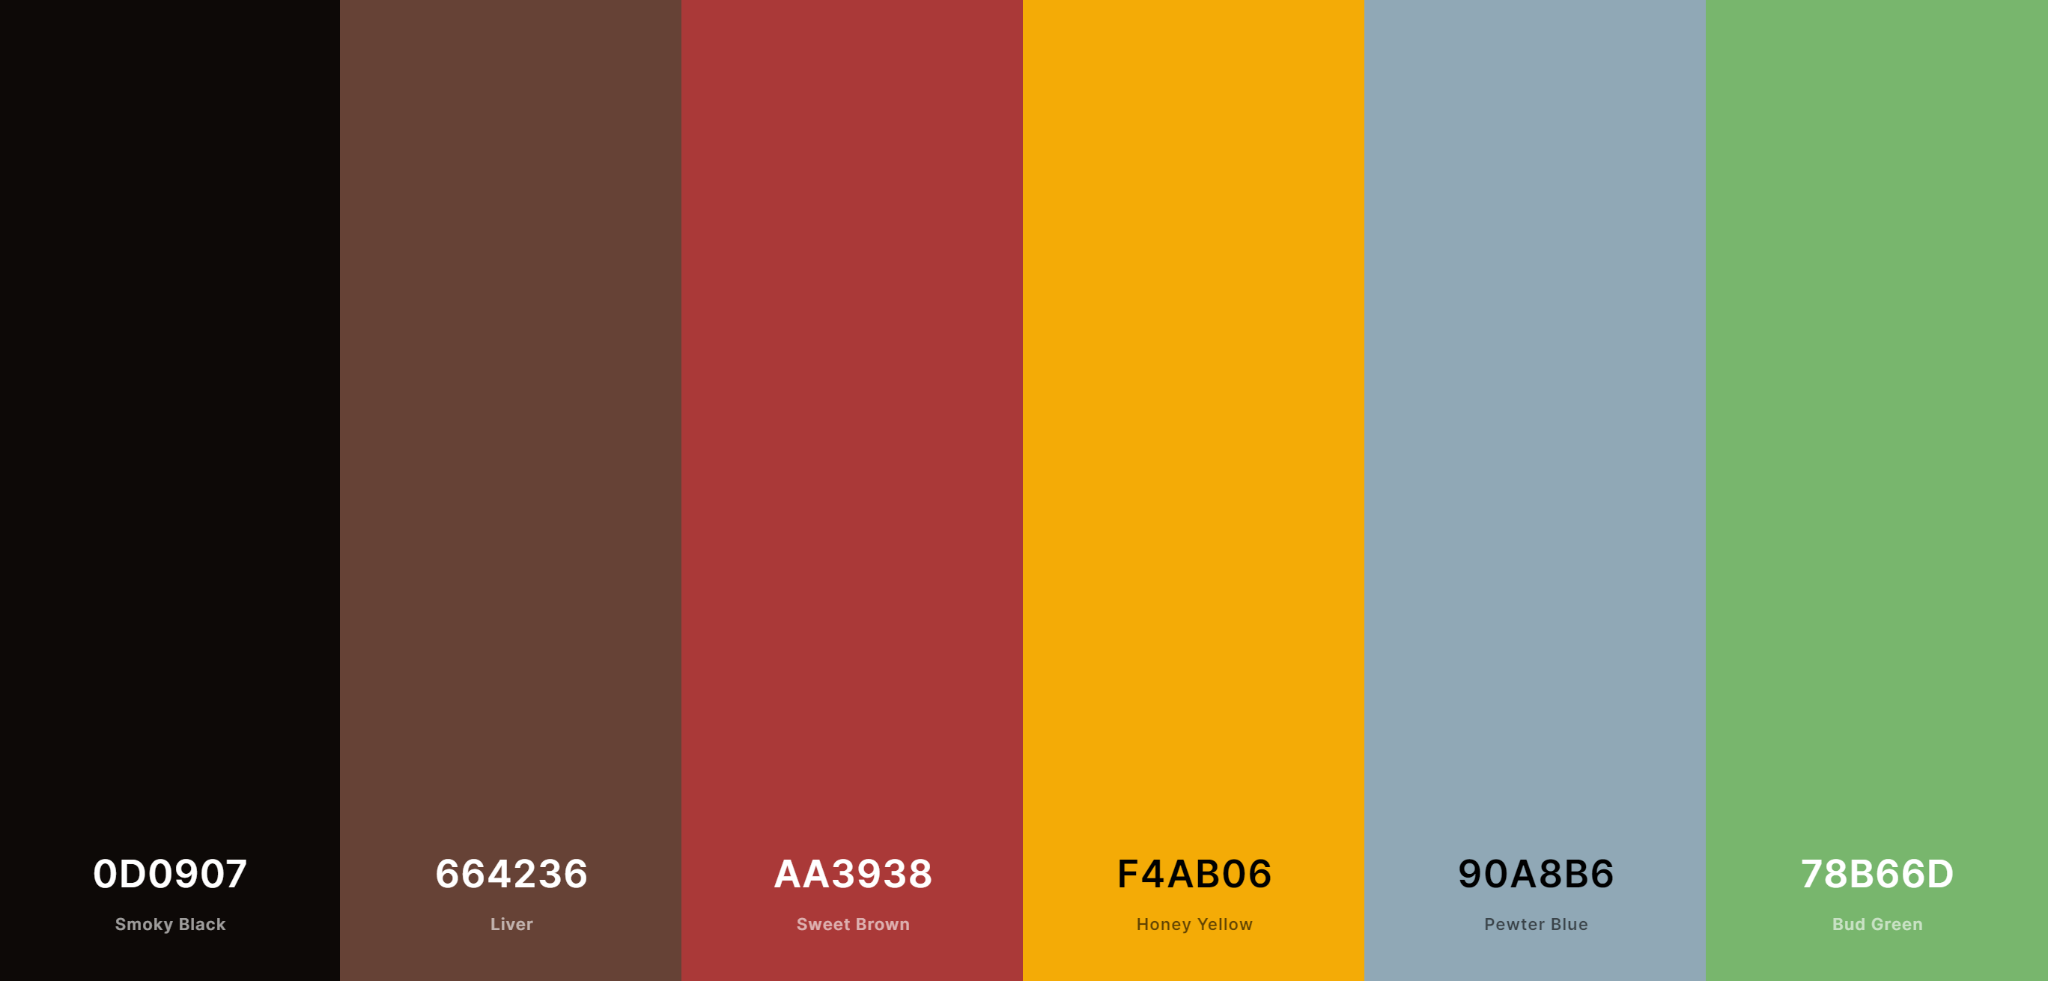 0D0907
Smoky Black
664236
Liver
AA3938
Sweet Brown
F4AB06
Honey Yellow
90A8B6
Pewter Blue
78B66D
Bud Green